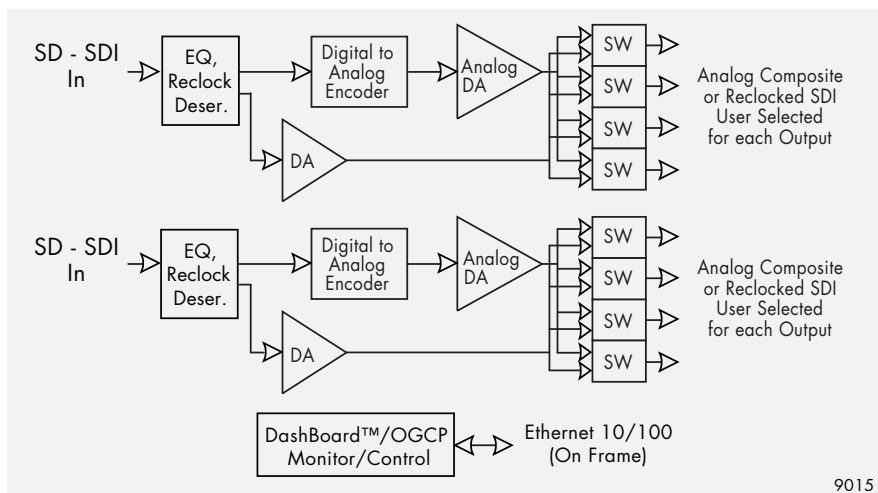 SD - SDI
In
EQ,
Reclock
Deser.
Digital to
Analog
Encoder
Analog
DA
DA
SW
SW
SW
SW
Analog Composite
or Reclocked SDI
User Selected
for each Output
SD - SDI
In
EQ,
Reclock
Deser.
Digital to
Analog
Encoder
Analog
DA
DA
SW
SW
SW
SW
Analog Composite
or Reclocked SDI
User Selected
for each Output
DashBoard™/OGCP
Monitor/Control
Ethernet 10/100
(On Frame)
9015